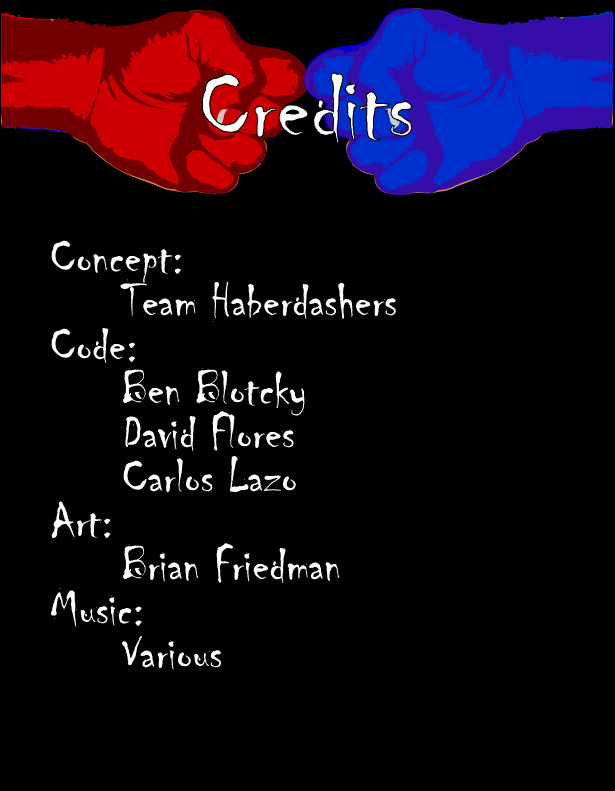 Credits
Concept:
Team Haberdashers
Code:
Ben Blotcky
David Flores
Carlos Lazo
Art:
Brian Friedman
Music:
Various